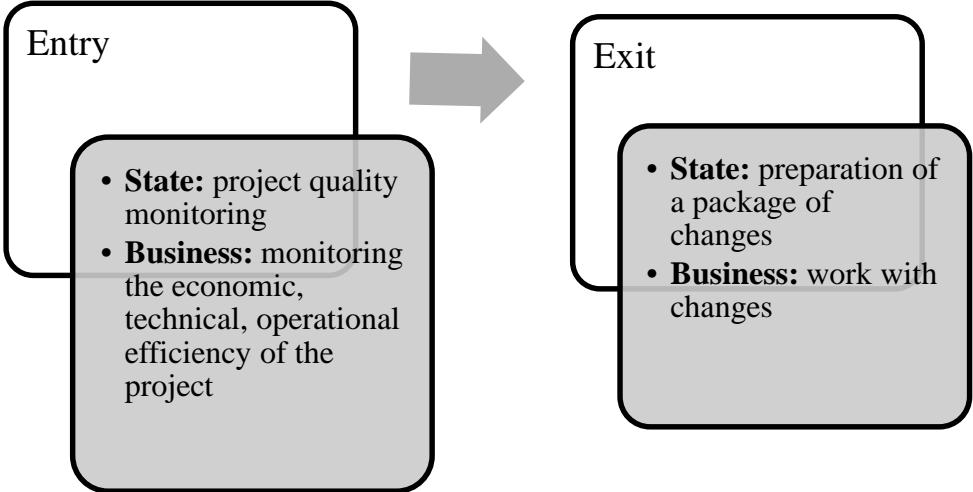 Entry
• State: project quality
monitoring
• Business: monitoring
the economic,
technical, operational
efficiency of the
project
Exit
• State: preparation of
a package of
changes
• Business: work with
changes